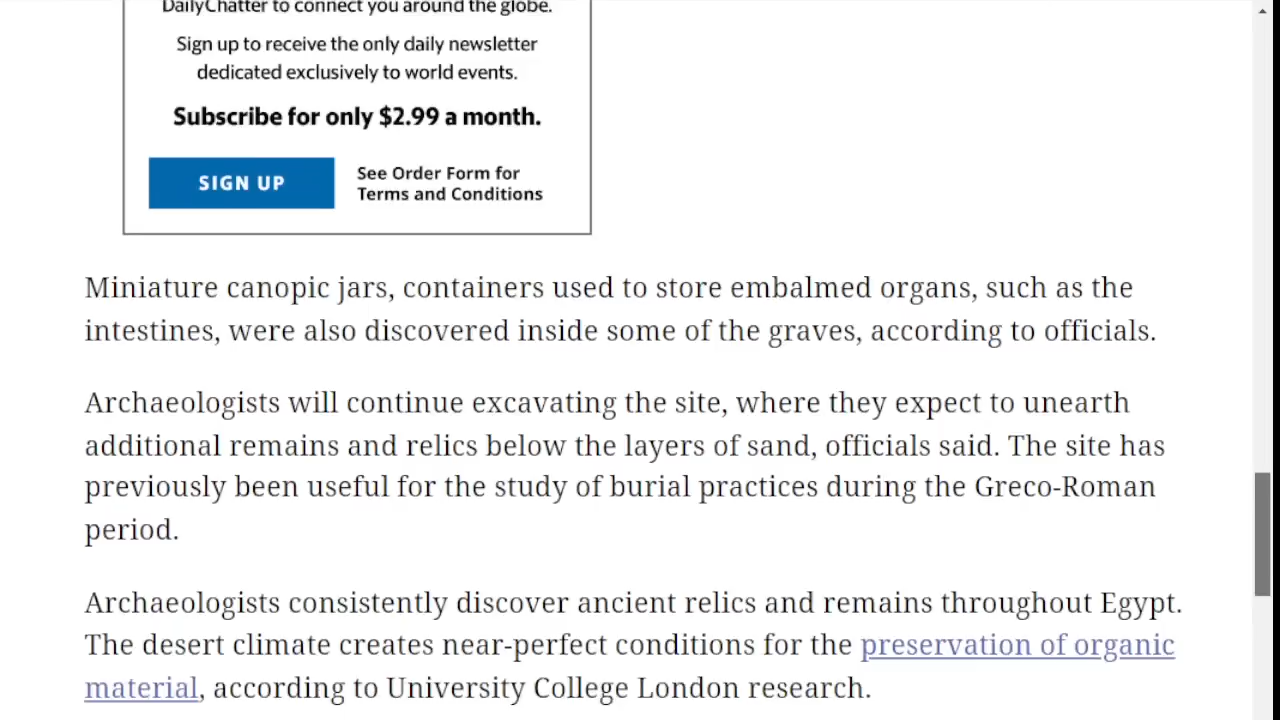 DailyChatter to connect you around the globe.
Sign up to receive the only daily newsletter
dedicated exclusively to world events.
Subscribe for only $2.99 a month.
SIGN UP
See Order Form for
Terms and Conditions
Miniature canopic jars, containers used to store embalmed organs, such as the
intestines, were also discovered inside some of the graves, according to officials.
Archaeologists will continue excavating the site, where they expect to unearth
additional remains and relics below the layers of sand, officials said. The site has
previously been useful for the study of burial practices during the Greco-Roman
period.
Archaeologists consistently discover ancient relics and remains throughout Egypt.
The desert climate creates near-perfect conditions for the preservation of organic
material, according to University College London research.